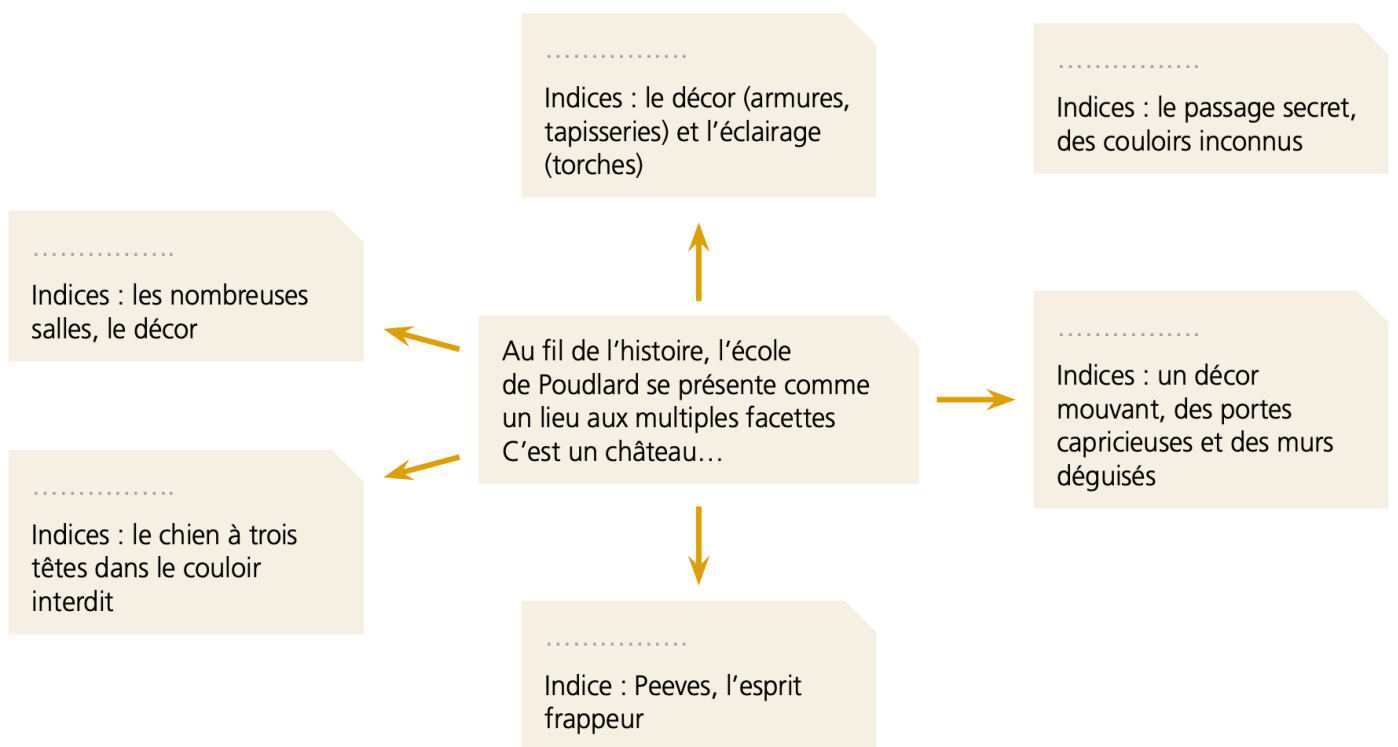 ................
Indices : le décor (armures,
tapisseries) et l'éclairage
(torches)
................
Indices : le passage secret,
des couloirs inconnus
................
Indices : les nombreuses
salles, le décor
Au fil de l'histoire, l'école
de Poudlard se présente comme
un lieu aux multiples facettes
C'est un château…
................
Indices : un décor
mouvant, des portes
capricieuses et des murs
déguisés
................
Indices : le chien à trois
têtes dans le couloir
interdit
................
Indice : Peeves, l'esprit
frappeur